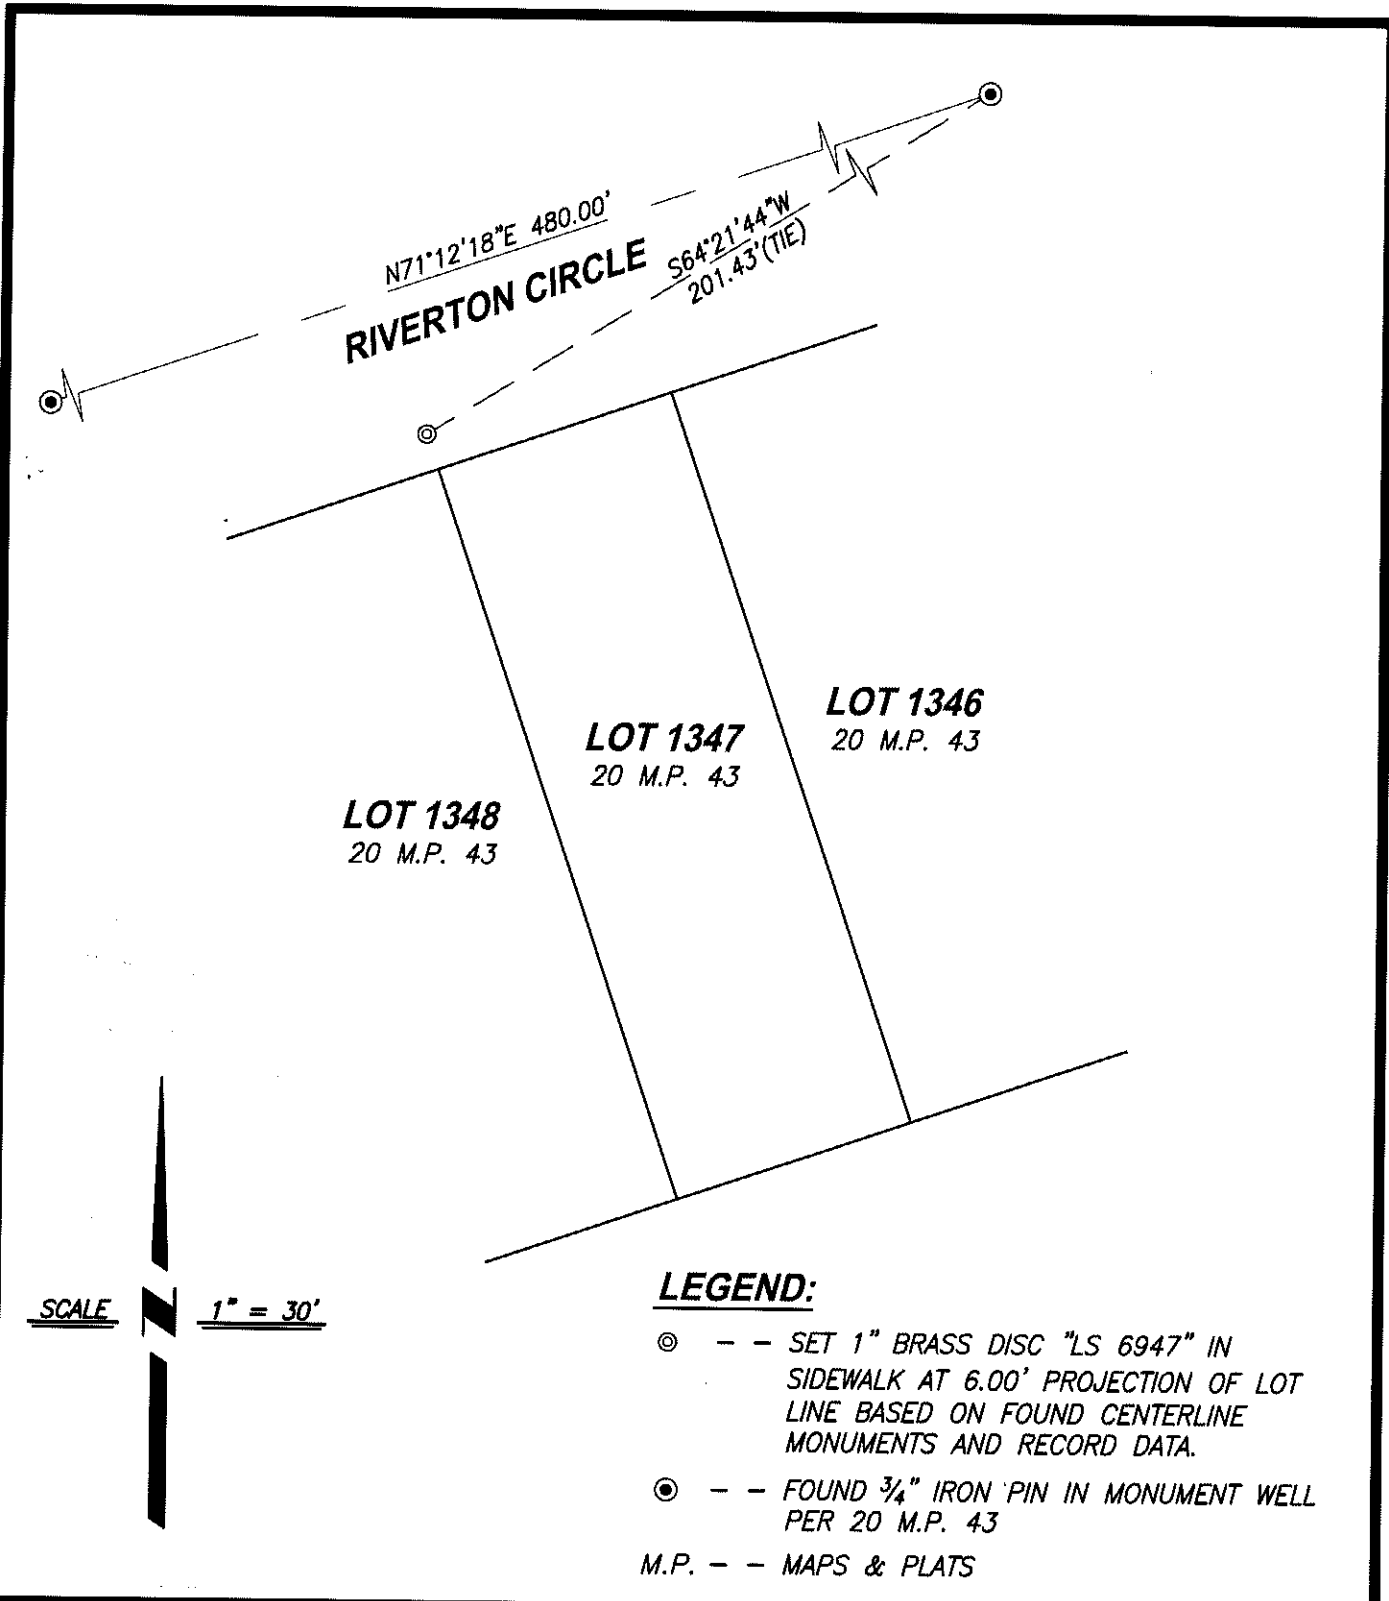 N71°12'18"E 480.00'
RIVERTON CIRCLE
S64°21'44"W
201.43'(TIE)
LOT 1346
20 M.P. 43
LOT 1347
20 M.P. 43
LOT 1348
20 M.P. 43
SCALE N 1" = 30'
LEGEND:
◎ – – SET 1" BRASS DISC "LS 6947" IN
SIDEWALK AT 6.00' PROJECTION OF LOT
LINE BASED ON FOUND CENTERLINE
MONUMENTS AND RECORD DATA.
◉ – – FOUND ¾" IRON PIN IN MONUMENT WELL
PER 20 M.P. 43
M.P. – – MAPS & PLATS